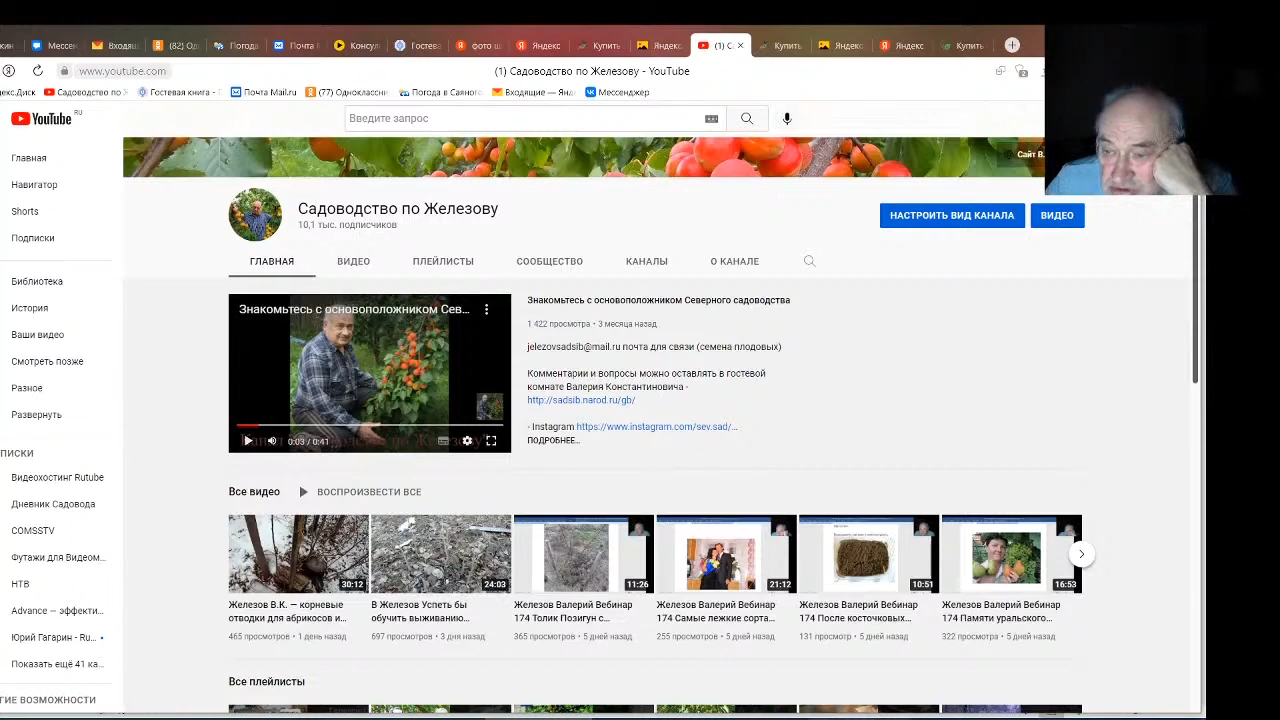 Мессен
Входящ
(82) Од
Погода
Почта
Консул
Гостева
фото ш
Яндекс
Купить
Яндекс
(1) С
Купить
Яндекс
Яндекс
Купить
www.youtube.com
(1) Садоводство по Железову - YouTube
2
екс.Диск
Садоводство по
Гостевая книга -
Почта Mail.ru
(77) Одноклассн
Погода в Саяног
Входящие — Янд
Мессенджер
YouTube RU
Введите запрос
Сайт В.
Главная
Навигатор
Shorts
Подписки
Библиотека
История
Ваши видео
Смотреть позже
Разное
Развернуть
ПИСКИ
Видеохостинг Rutube
Дневник Садовода
COMSSTV
Футажи для Видеом...
НТВ
Advance — эффекти...
Юрий Гагарин - Ru...
Показать ещё 41 ка...
ГИЕ ВОЗМОЖНОСТИ
Садоводство по Железову
10,1 тыс. подписчиков
НАСТРОИТЬ ВИД КАНАЛА
ВИДЕО
ГЛАВНАЯ
ВИДЕО
ПЛЕЙЛИСТЫ
СООБЩЕСТВО
КАНАЛЫ
О КАНАЛЕ
Знакомьтесь с основоположником Сев...
0:03 / 0:41
Знакомьтесь с основоположником Северного садоводства
1 422 просмотра • 3 месяца назад
jelezovsadsib@mail.ru почта для связи (семена плодовых)
Комментарии и вопросы можно оставлять в гостевой
комнате Валерия Константиновича -
http://sadsib.narod.ru/gb/
- Instagram https://www.instagram.com/sev.sad/...
ПОДРОБНЕЕ...
Все видео
ВОСПРОИЗВЕСТИ ВСЕ
30:12
24:03
11:26
21:12
10:51
16:53
Железов В.К. — корневые
отводки для абрикосов и...
465 просмотров • 1 день назад
В Железов Успеть бы
обучить выживанию...
697 просмотров • 3 дня назад
Железов Валерий Вебинар
174 Толик Позигун с...
365 просмотров • 5 дней назад
Железов Валерий Вебинар
174 Самые лежкие сорта...
255 просмотров • 5 дней назад
Железов Валерий Вебинар
174 После косточковых...
131 просмотр • 5 дней назад
Железов Валерий Вебинар
174 Памяти уральского...
322 просмотра • 5 дней назад
Все плейлисты